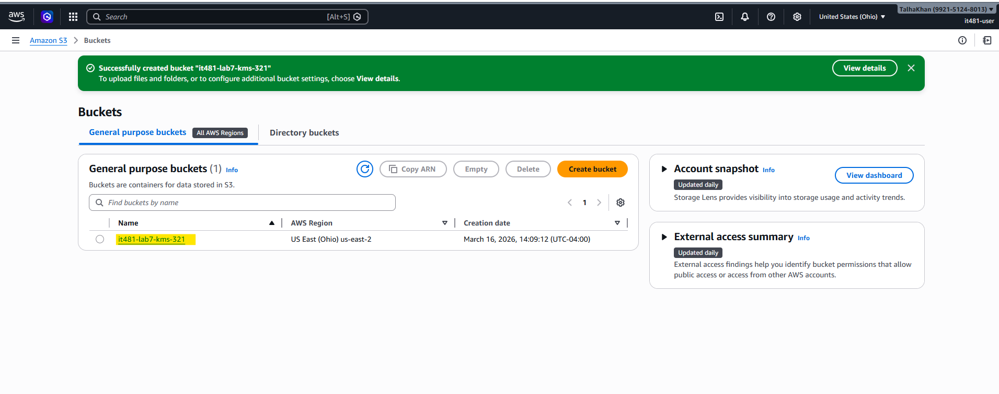 aws
Search
[Alt+S]
United States (Ohio)
TalhaKhan (9921-5124-8013)
it481-user
Amazon S3
Buckets
Successfully created bucket "it481-lab7-kms-321"
To upload files and folders, or to configure additional bucket settings, choose View details.
View details
Buckets
General purpose buckets
All AWS Regions
Directory buckets
General purpose buckets (1) Info
Copy ARN
Empty
Delete
Create bucket
Buckets are containers for data stored in S3.
Find buckets by name
1
Name
AWS Region
Creation date
it481-lab7-kms-321
US East (Ohio) us-east-2
March 16, 2026, 14:09:12 (UTC-04:00)
Account snapshot Info
View dashboard
Updated daily
Storage Lens provides visibility into storage usage and activity trends.
External access summary Info
Updated daily
External access findings help you identify bucket permissions that allow
public access or access from other AWS accounts.